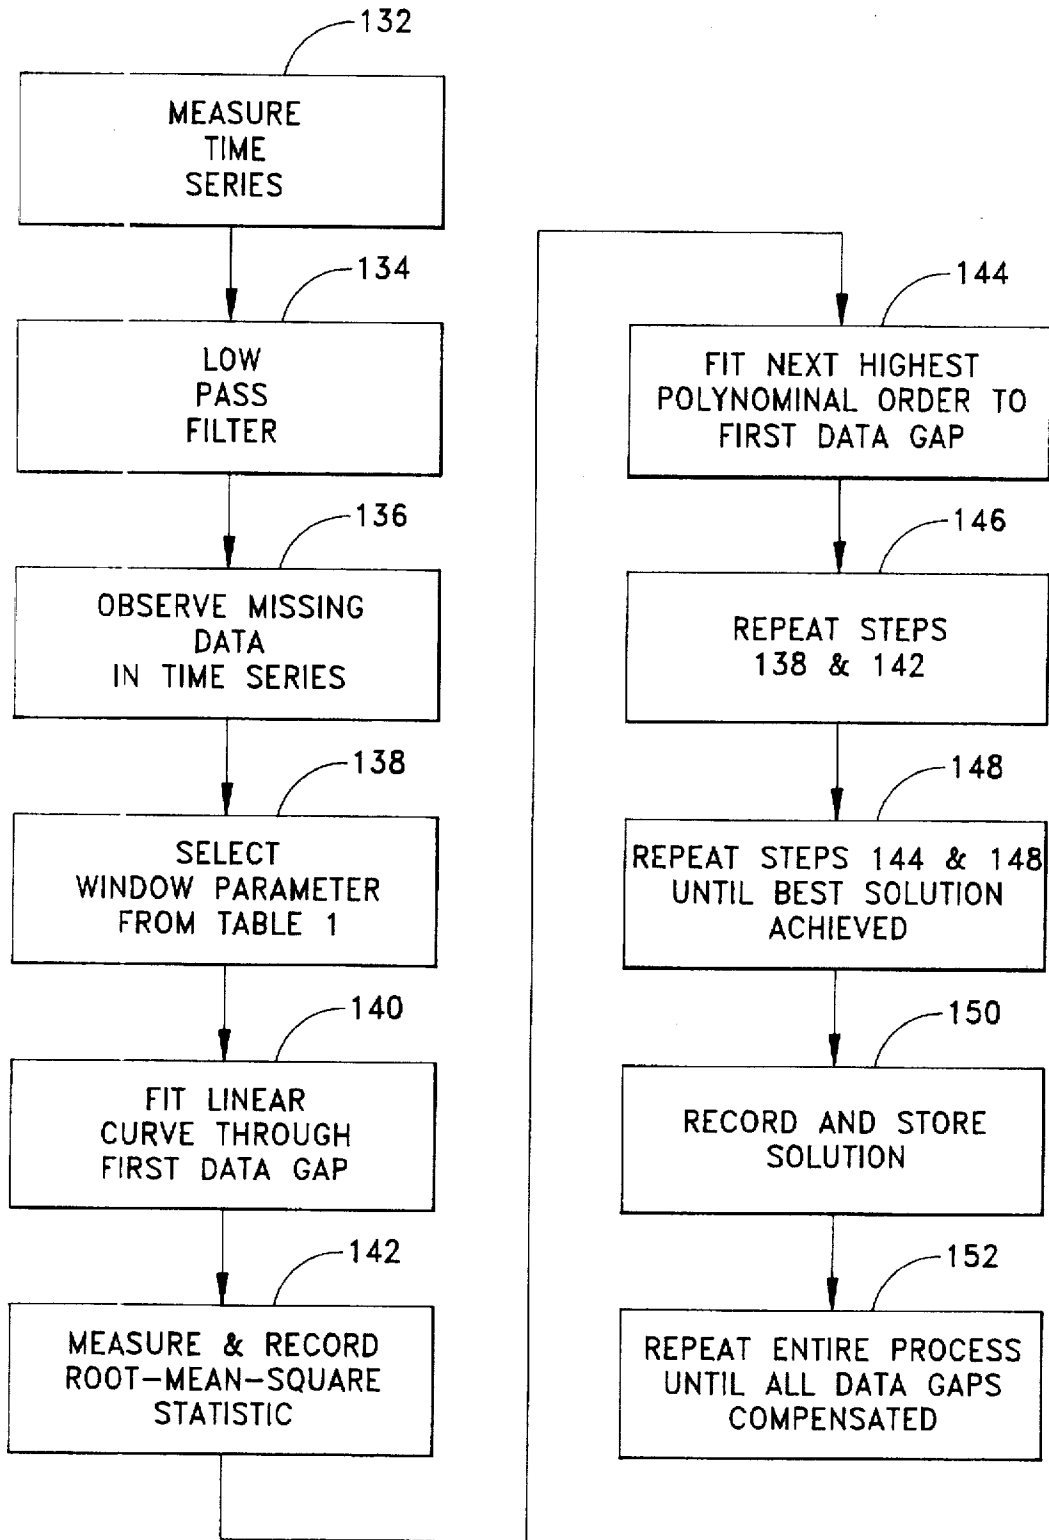 132
MEASURE
TIME
SERIES
134
LOW
PASS
FILTER
136
OBSERVE MISSING
DATA
IN TIME SERIES
138
SELECT
WINDOW PARAMETER
FROM TABLE 1
140
FIT LINEAR
CURVE THROUGH
FIRST DATA GAP
142
MEASURE & RECORD
ROOT-MEAN-SQUARE
STATISTIC
144
FIT NEXT HIGHEST
POLYNOMINAL ORDER TO
FIRST DATA GAP
146
REPEAT STEPS
138 & 142
148
REPEAT STEPS 144 & 148
UNTIL BEST SOLUTION
ACHIEVED
150
RECORD AND STORE
SOLUTION
152
REPEAT ENTIRE PROCESS
UNTIL ALL DATA GAPS
COMPENSATED